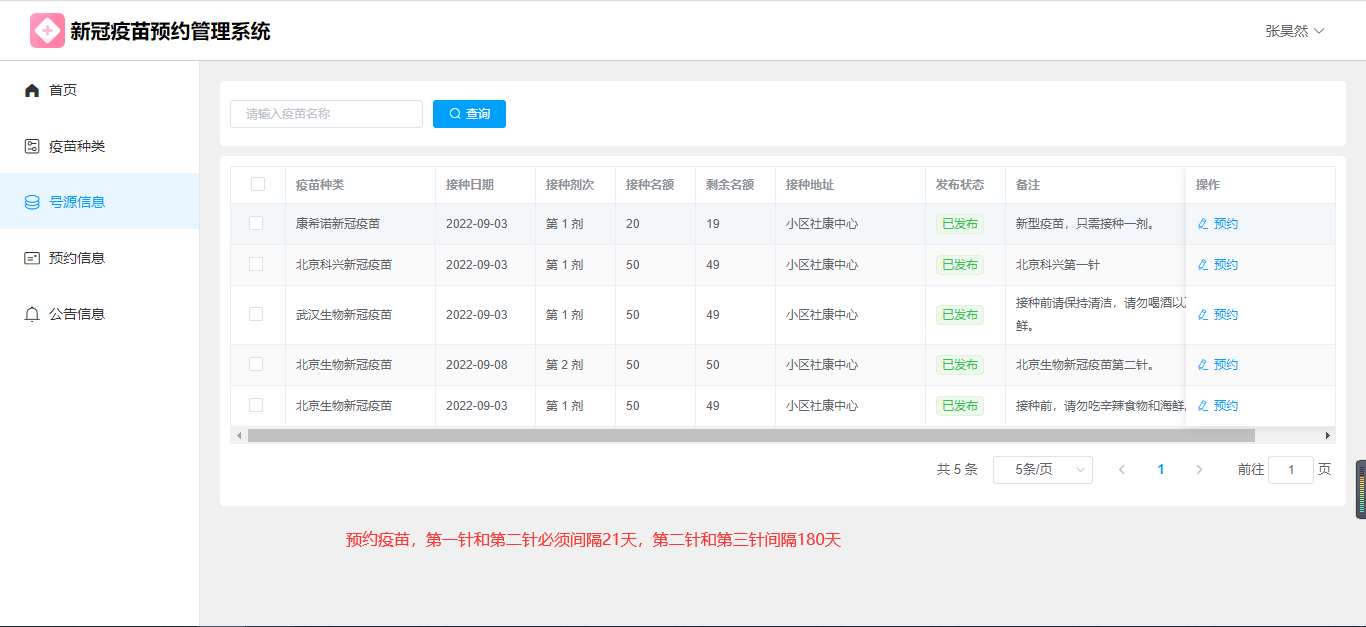 新冠疫苗预约管理系统
张昊然
首页
疫苗种类
号源信息
预约信息
公告信息
请输入疫苗名称
查询
疫苗种类 接种日期 接种剂次 接种名额 剩余名额 接种地址 发布状态 备注 操作
康希诺新冠疫苗 2022-09-03 第 1 剂 20 19 小区社康中心 已发布 新型疫苗，只需接种一剂。 预约
北京科兴新冠疫苗 2022-09-03 第 1 剂 50 49 小区社康中心 已发布 北京科兴第一针 预约
武汉生物新冠疫苗 2022-09-03 第 1 剂 50 49 小区社康中心 已发布 接种前请保持清洁，请勿喝酒以 预约
鲜。
北京生物新冠疫苗 2022-09-08 第 2 剂 50 50 小区社康中心 已发布 北京生物新冠疫苗第二针。 预约
北京生物新冠疫苗 2022-09-03 第 1 剂 50 49 小区社康中心 已发布 接种前，请勿吃辛辣食物和海鲜 预约
共 5 条 5条/页 1 前往 1 页
预约疫苗，第一针和第二针必须间隔21天，第二针和第三针间隔180天